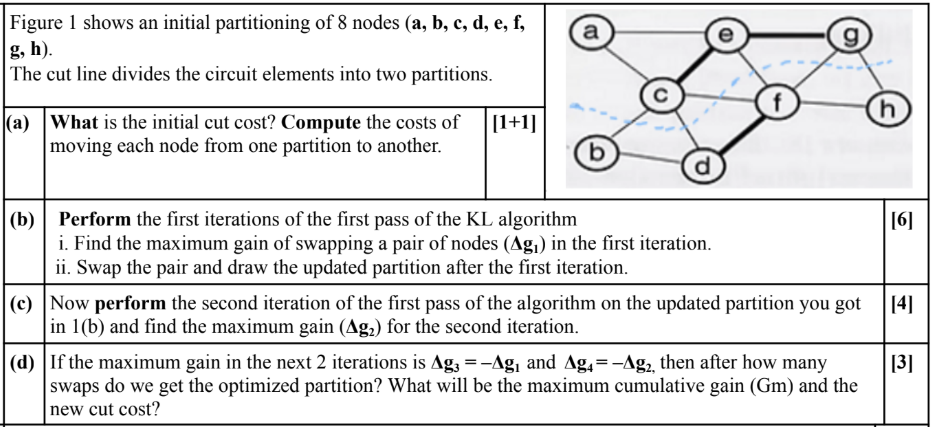 Figure 1 shows an initial partitioning of 8 nodes (a, b, c, d, e, f,
g, h).
The cut line divides the circuit elements into two partitions.
(a) What is the initial cut cost? Compute the costs of [1+1]
moving each node from one partition to another.
a
e
g
c
f
h
b
d
(b) Perform the first iterations of the first pass of the KL algorithm [6]
i. Find the maximum gain of swapping a pair of nodes (Δg₁) in the first iteration.
ii. Swap the pair and draw the updated partition after the first iteration.
(c) Now perform the second iteration of the first pass of the algorithm on the updated partition you got [4]
in 1(b) and find the maximum gain (Δg₂) for the second iteration.
(d) If the maximum gain in the next 2 iterations is Δg₃ = −Δg₁ and Δg₄= −Δg₂, then after how many [3]
swaps do we get the optimized partition? What will be the maximum cumulative gain (Gm) and the
new cut cost?